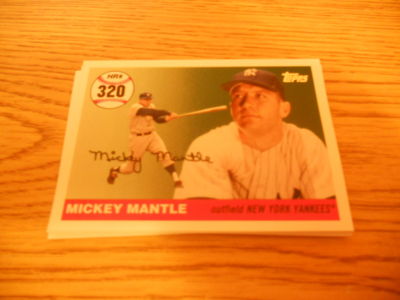 HR#
320
topps
Mickey Mantle
MICKEY MANTLE outfield NEW YORK YANKEES®